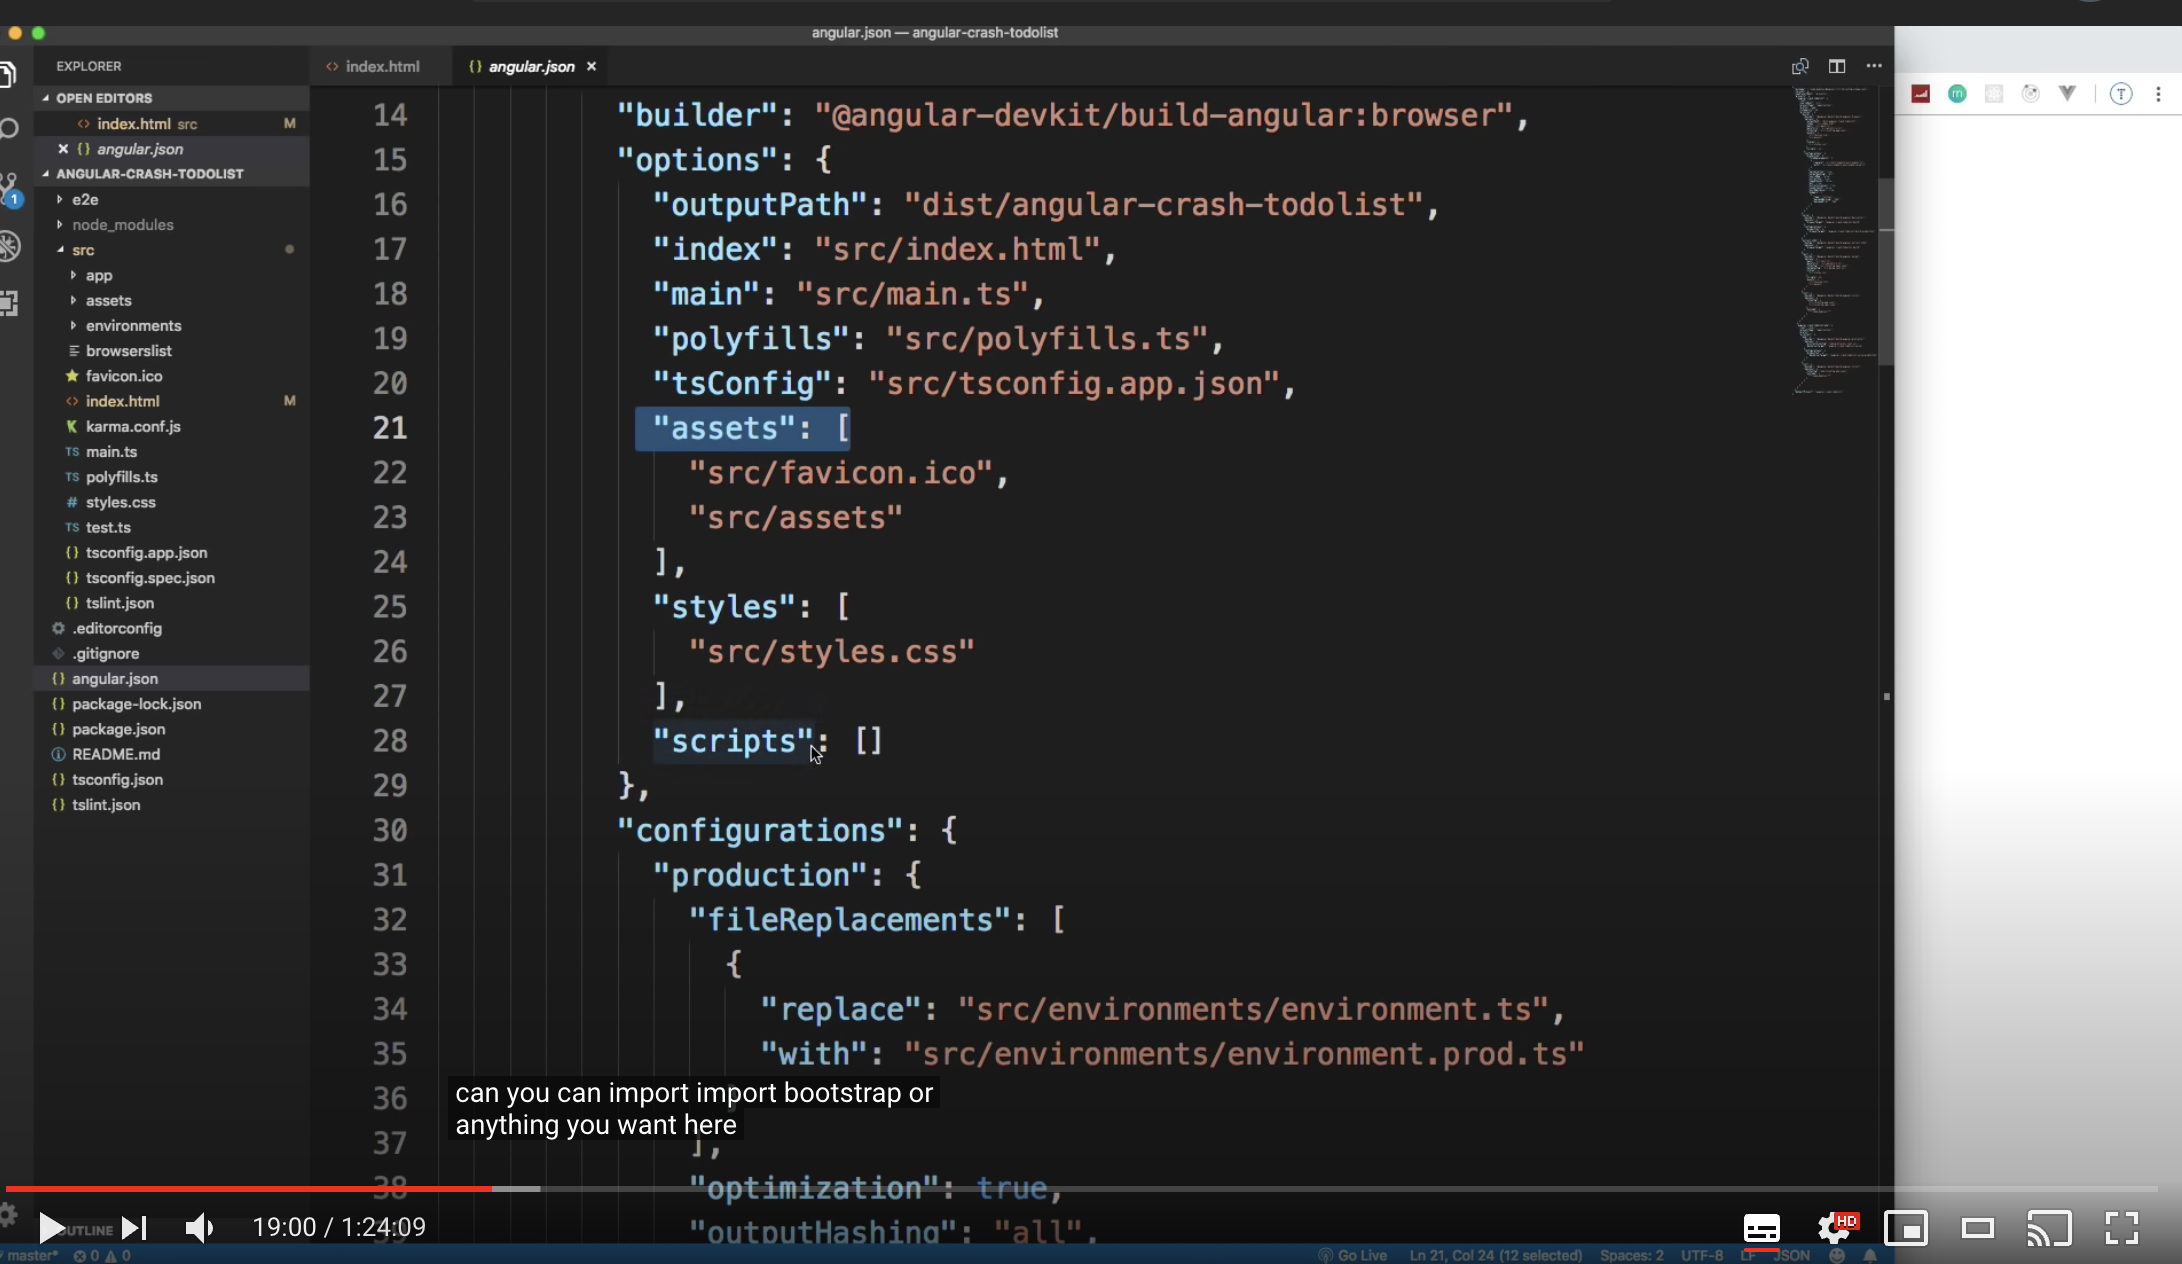 angular.json — angular-crash-todolist
EXPLORER
OPEN EDITORS
index.html src M
angular.json
ANGULAR-CRASH-TODOLIST
e2e
node_modules
src
app
assets
environments
browserslist
favicon.ico
index.html M
karma.conf.js
TS main.ts
TS polyfills.ts
# styles.css
TS test.ts
{} tsconfig.app.json
{} tsconfig.spec.json
{} tslint.json
.editorconfig
.gitignore
{} angular.json
{} package-lock.json
{} package.json
README.md
{} tsconfig.json
{} tslint.json
1
<> index.html
{} angular.json ×
14 "builder": "@angular-devkit/build-angular:browser",
15 "options": {
16 "outputPath": "dist/angular-crash-todolist",
17 "index": "src/index.html",
18 "main": "src/main.ts",
19 "polyfills": "src/polyfills.ts",
20 "tsConfig": "src/tsconfig.app.json",
21 "assets": [
22 "src/favicon.ico",
23 "src/assets"
24 ],
25 "styles": [
26 "src/styles.css"
27 ],
28 "scripts": []
29 },
30 "configurations": {
31 "production": {
32 "fileReplacements": [
33 {
34 "replace": "src/environments/environment.ts",
35 "with": "src/environments/environment.prod.ts"
36
37 ],
38 "optimization": true,
"outputHashing": "all",
can you can import import bootstrap or
anything you want here
19:00 / 1:24:09
HD
OUTLINE
master* 0 0
Go Live Ln 21, Col 24 (12 selected) Spaces: 2 UTF-8 LF JSON
m
T